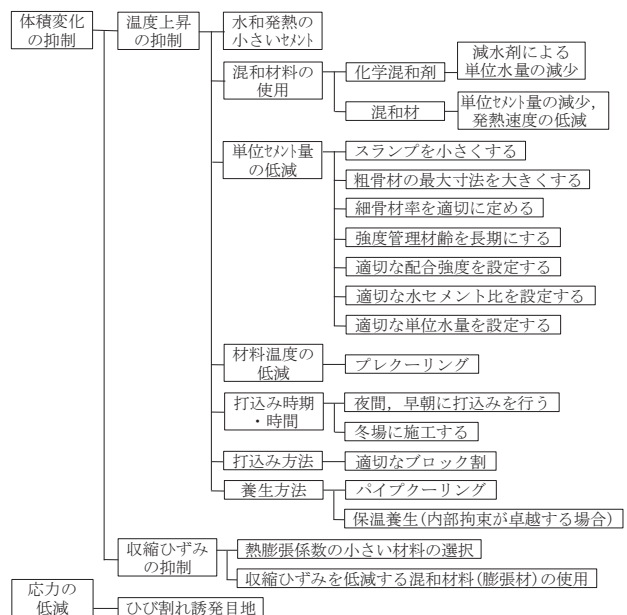 体積変化
の抑制
温度上昇
の抑制
水和発熱の
小さいセメント
混和材料の
使用
化学混和剤
減水剤による
単位水量の減少
混和材
単位セメント量の減少,
発熱速度の低減
単位セメント量
の低減
スランプを小さくする
粗骨材の最大寸法を大きくする
細骨材率を適切に定める
強度管理材齢を長期にする
適切な配合強度を設定する
適切な水セメント比を設定する
適切な単位水量を設定する
材料温度の
低減
プレクーリング
打込み時期
・時間
夜間，早朝に打込みを行う
冬場に施工する
打込み方法
適切なブロック割
養生方法
パイプクーリング
保温養生(内部拘束が卓越する場合)
収縮ひずみ
の抑制
熱膨張係数の小さい材料の選択
収縮ひずみを低減する混和材料(膨張材)の使用
応力の
低減
ひび割れ誘発目地